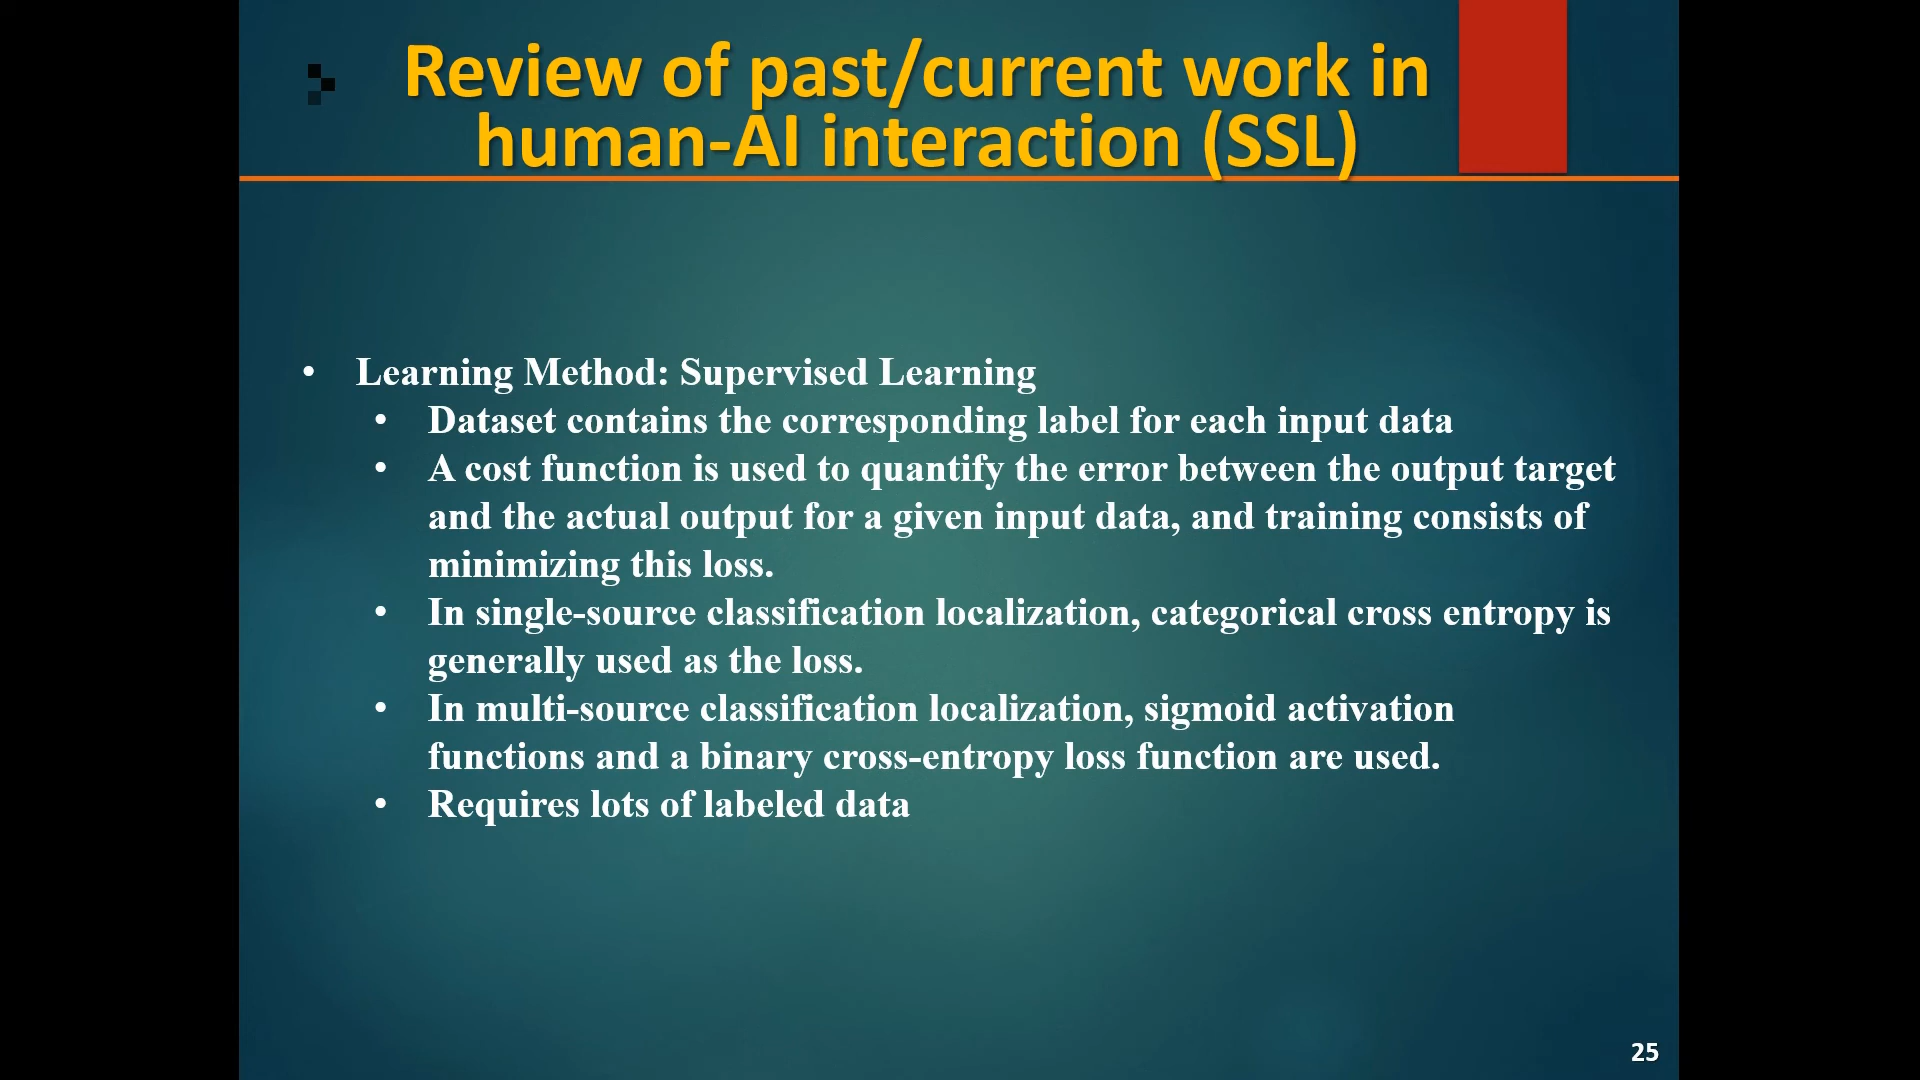 Review of past/current work in
human-AI interaction (SSL)
• Learning Method: Supervised Learning
• Dataset contains the corresponding label for each input data
• A cost function is used to quantify the error between the output target
and the actual output for a given input data, and training consists of
minimizing this loss.
• In single-source classification localization, categorical cross entropy is
generally used as the loss.
• In multi-source classification localization, sigmoid activation
functions and a binary cross-entropy loss function are used.
• Requires lots of labeled data
25